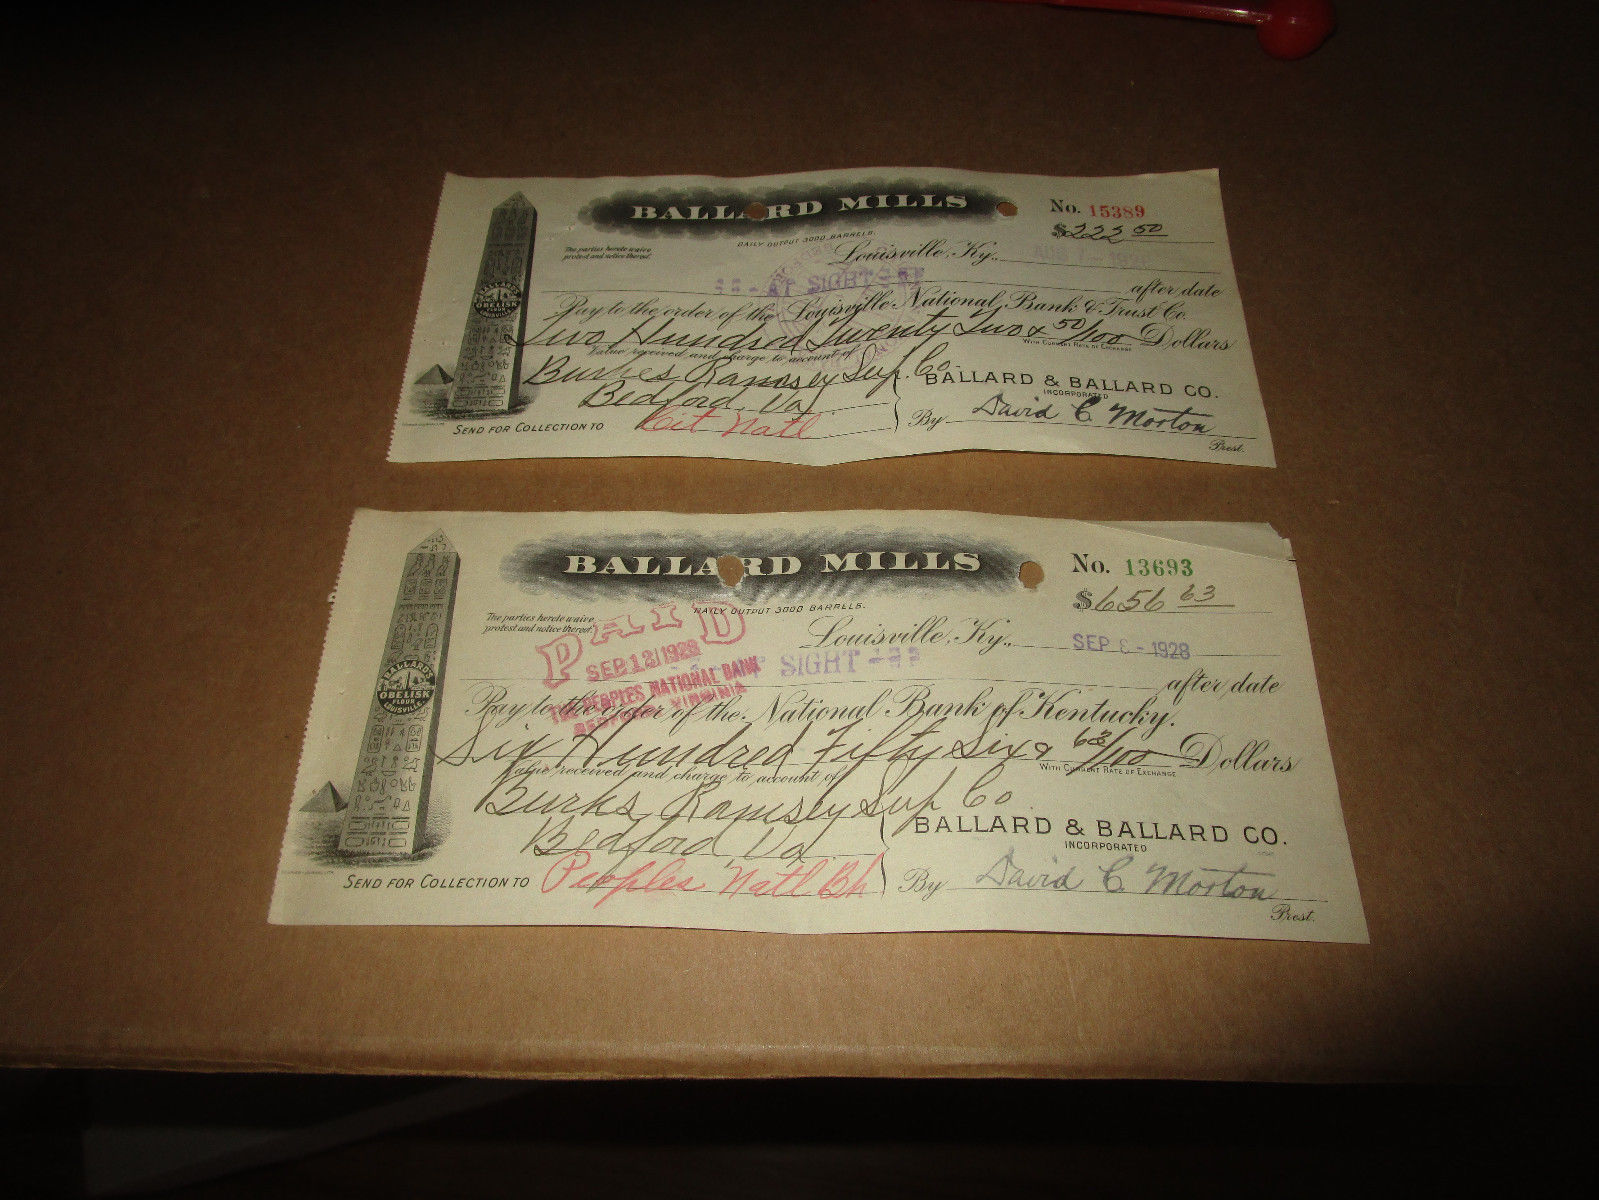 BALLARD MILLS
No. 15389
$222 50
DAILY OUTPUT 3000 BARRELS.
The parties hereto waive
protest and notice thereof.
Louisville, Ky.,
AT SIGHT
after date
Pay to the order of the Louisville National Bank & Trust Co.
Two Hundred Twenty Two & 50/100 Dollars
WITH CURRENT RATE OF EXCHANGE
Value received and charge to account of
Burkes Ramsey Sup. Co.
Bedford, Va
BALLARD & BALLARD CO.
INCORPORATED
SEND FOR COLLECTION TO Cit Natl
By David C. Morton
Prest.
BALLARD'S
OBELISK
FLOUR
LOUISVILLE
BALLARD MILLS
No. 13693
$656 63
DAILY OUTPUT 3000 BARRELS.
The parties hereto waive
protest and notice thereof.
Louisville, Ky., SEP - 1928
PAID
SEP 12 1928
THE PEOPLES NATIONAL BANK
BEDFORD, VIRGINIA
SIGHT
after date
Pay to the order of the National Bank of Kentucky.
Six Hundred Fifty Six & 63/100 Dollars
WITH CURRENT RATE OF EXCHANGE
Value received and charge to account of
Burks Ramsey Sup Co
Bedford Va
BALLARD & BALLARD CO.
INCORPORATED
SEND FOR COLLECTION TO Peoples Natl Bk
By David C. Morton
Prest.
BALLARD'S
OBELISK
FLOUR
LOUISVILLE